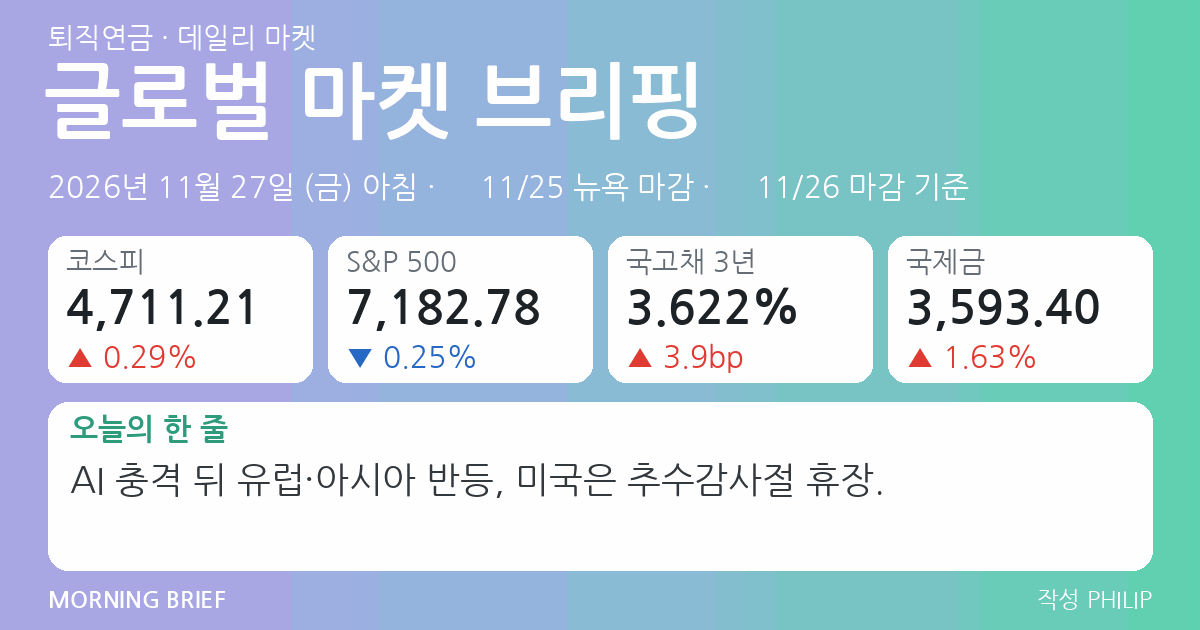 퇴직연금 · 데일리 마켓
글로벌 마켓 브리핑
2026년 11월 27일 (금) 아침 · 11/25 뉴욕 마감 · 11/26 마감 기준
코스피
4,711.21
▲ 0.29%
S&P 500
7,182.78
▼ 0.25%
국고채 3년
3.622%
▲ 3.9bp
국제금
3,593.40
▲ 1.63%
오늘의 한 줄
AI 충격 뒤 유럽·아시아 반등, 미국은 추수감사절 휴장.
MORNING BRIEF
작성 PHILIP